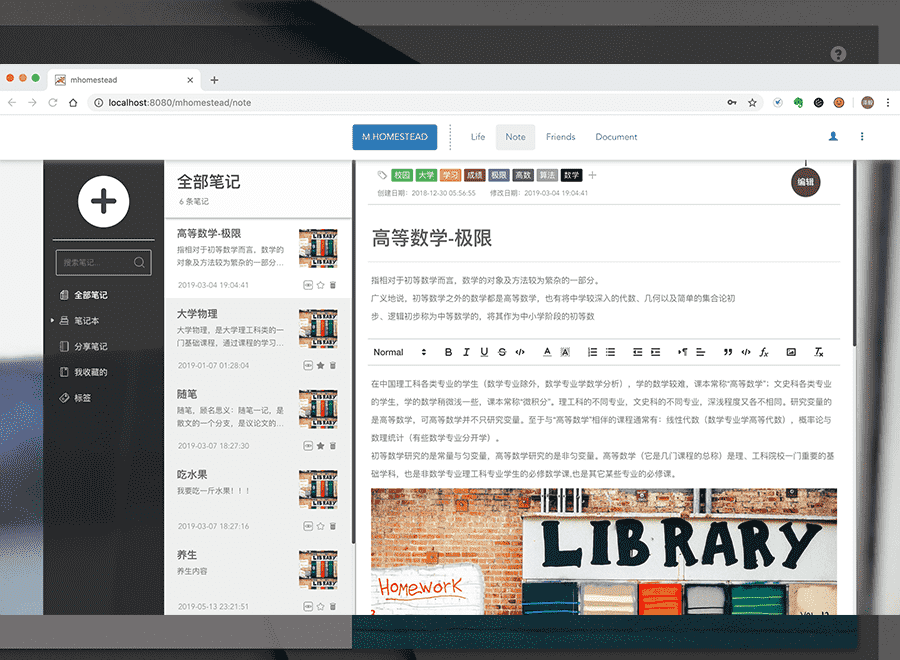 mhomestead
localhost:8080/mhomestead/note
M.HOMESTEAD
Life
Note
Friends
Document
搜索笔记...
全部笔记
笔记本
分享笔记
我收藏的
标签
全部笔记
6 条笔记
高等数学-极限
指相对于初等数学而言，数学的
对象及方法较为繁杂的一部分...
2019-03-04 19:04:41
大学物理
大学物理，是大学理工科类的一
门基础课程，通过课程的学习...
2019-01-07 01:28:04
随笔
随笔，顾名思义：随笔一记，是
散文的一个分支，是议论文的...
2019-03-07 18:27:30
吃水果
我要吃一斤水果！！！
2019-03-07 18:27:16
养生
养生内容
2019-05-13 23:21:51
校园 大学 学习 成绩 极限 高数 算法 数学
创建日期：2018-12-30 05:56:55 修改日期：2019-03-04 19:04:41
编辑
高等数学-极限
指相对于初等数学而言，数学的对象及方法较为繁杂的一部分。
广义地说，初等数学之外的数学都是高等数学，也有将中学较深入的代数、几何以及简单的集合论初
步、逻辑初步称为中等数学的，将其作为中小学阶段的初等数
Normal
在中国理工科各类专业的学生（数学专业除外，数学专业学数学分析），学的数学较难，课本常称“高等数学”；文史科各类专业
的学生，学的数学稍微浅一些，课本常称“微积分”。理工科的不同专业，文史科的不同专业，深浅程度又各不相同。研究变量的
是高等数学，可高等数学并不只研究变量。至于与“高等数学”相伴的课程通常有：线性代数（数学专业学高等代数），概率论与
数理统计（有些数学专业分开学）。
初等数学研究的是常量与匀变量，高等数学研究的是非匀变量。高等数学（它是几门课程的总称）是理、工科院校一门重要的基
础学科，也是非数学专业理工科专业学生的必修数学课，也是其它某些专业的必修课。
LIBRARY
HOMEWORK